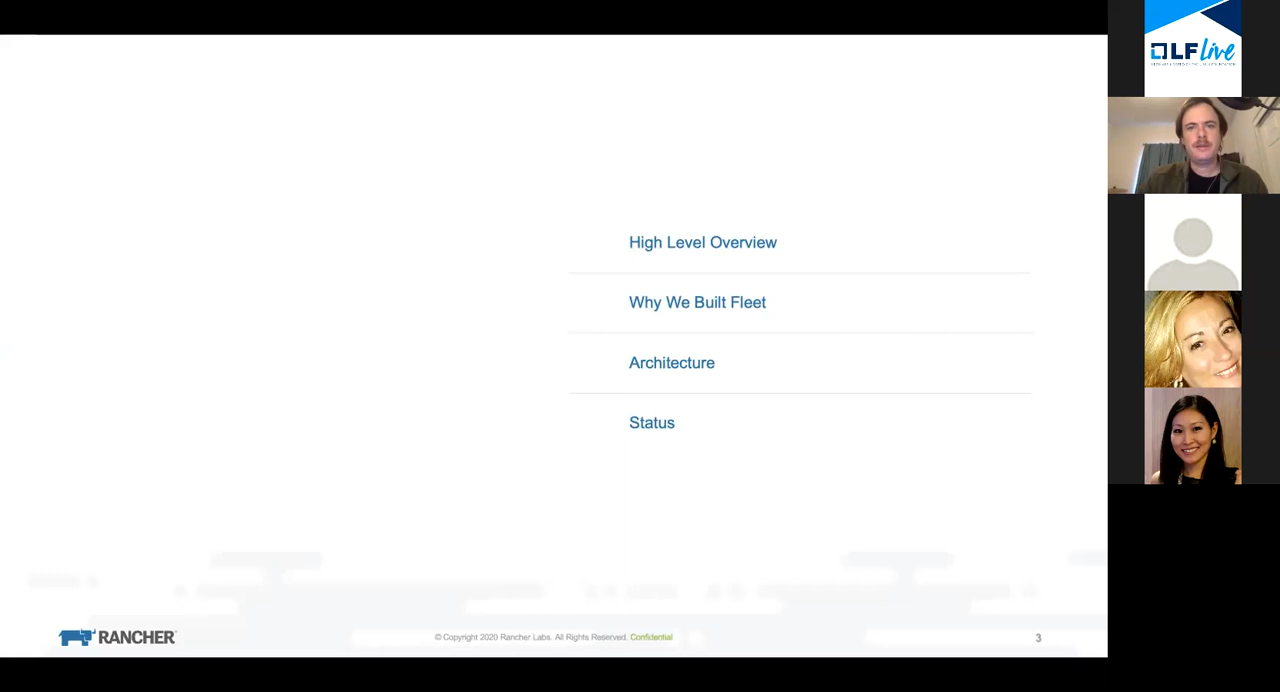 High Level Overview
Why We Built Fleet
Architecture
Status
RANCHER
© Copyright 2020 Rancher Labs. All Rights Reserved. Confidential
3
LF Live